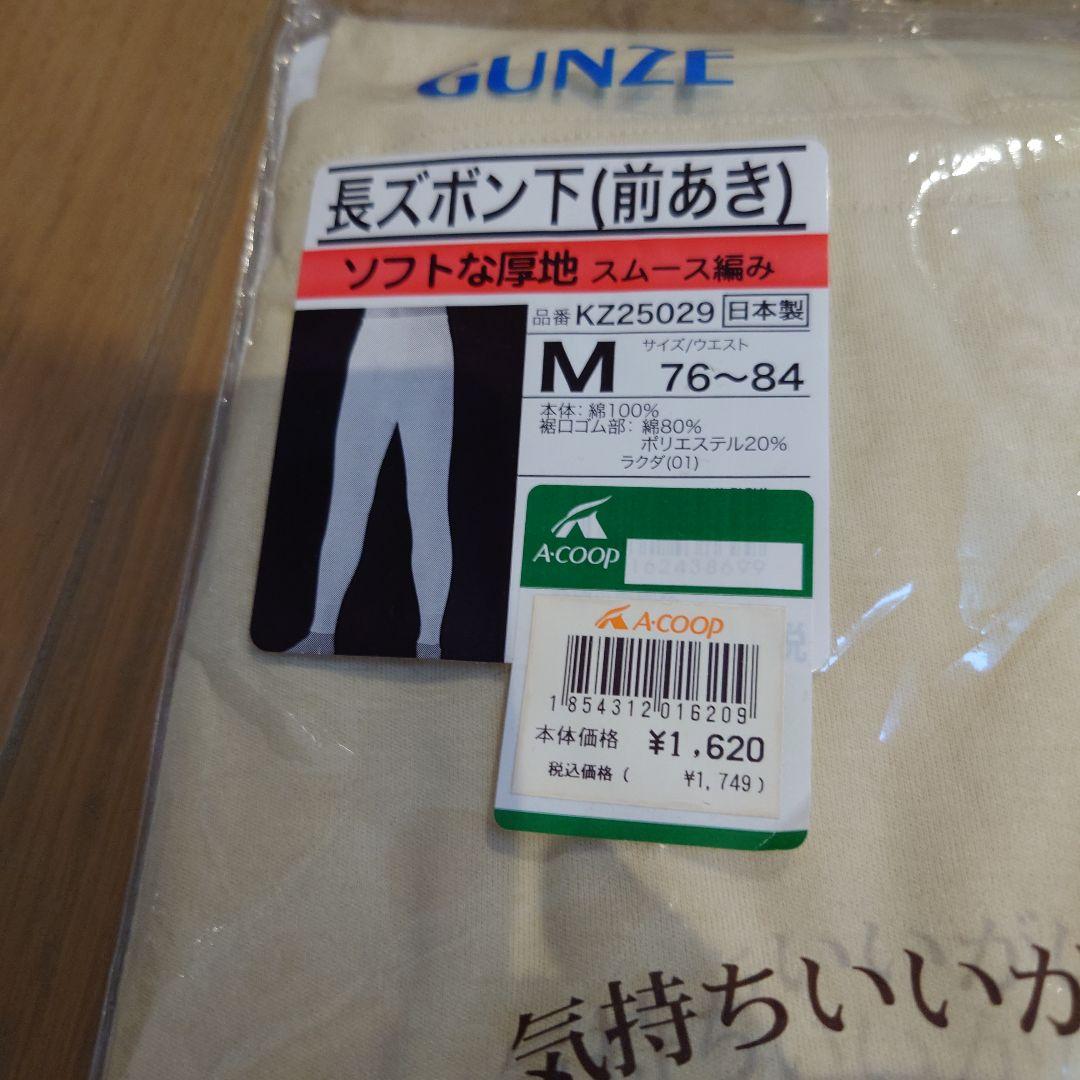 GUNZE
長ズボン下(前あき)
ソフトな厚地 スムース編み
品番 KZ25029 日本製
サイズ/ウエスト
M 76～84
本体: 綿100%
裾口ゴム部: 綿80%
ポリエステル20%
ラクダ(01)
A·COOP
162438699
A·COOP
1854312016209
本体価格 ¥1,620
税込価格( ¥1,749)
税
気持ちいいが